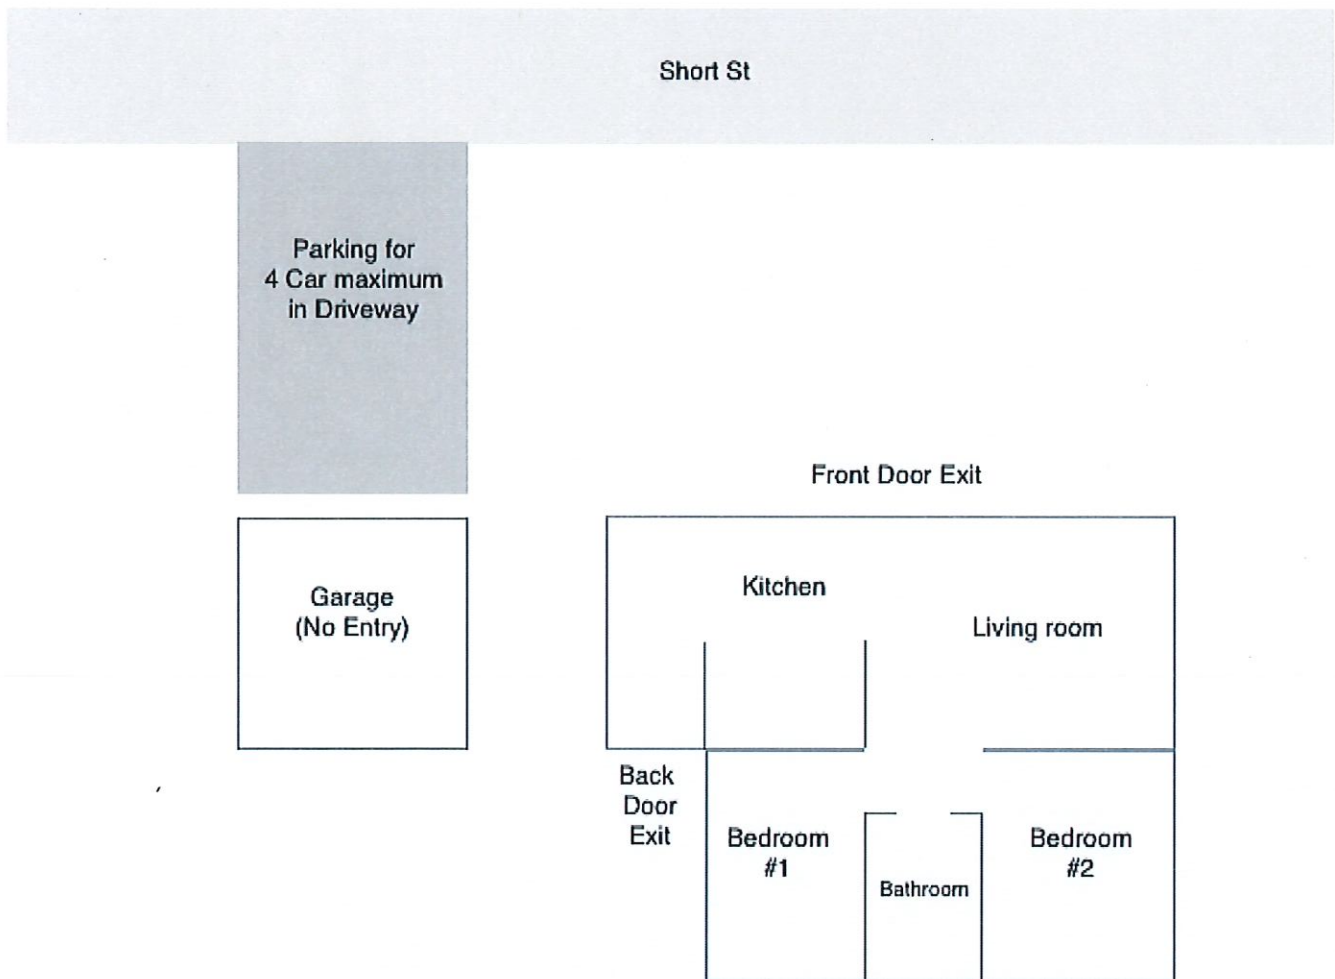 Short St
Parking for
4 Car maximum
in Driveway
Front Door Exit
Garage
(No Entry)
Kitchen
Living room
Back
Door
Exit
Bedroom
#1
Bathroom
Bedroom
#2